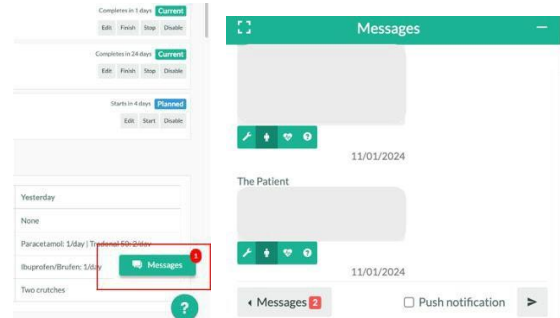 Completes in 1 days Current
Edit Finish Stop Disable
Completes in 24 days Current
Edit Finish Stop Disable
Starts in 4 days Planned
Edit Start Disable
Yesterday
None
Paracetamol: 1/day | Tradonal 50: 2/day
Ibuprofen/Brufen: 1/day
Messages
1
Two crutches
?
Messages
11/01/2024
The Patient
11/01/2024
Messages 2
Push notification